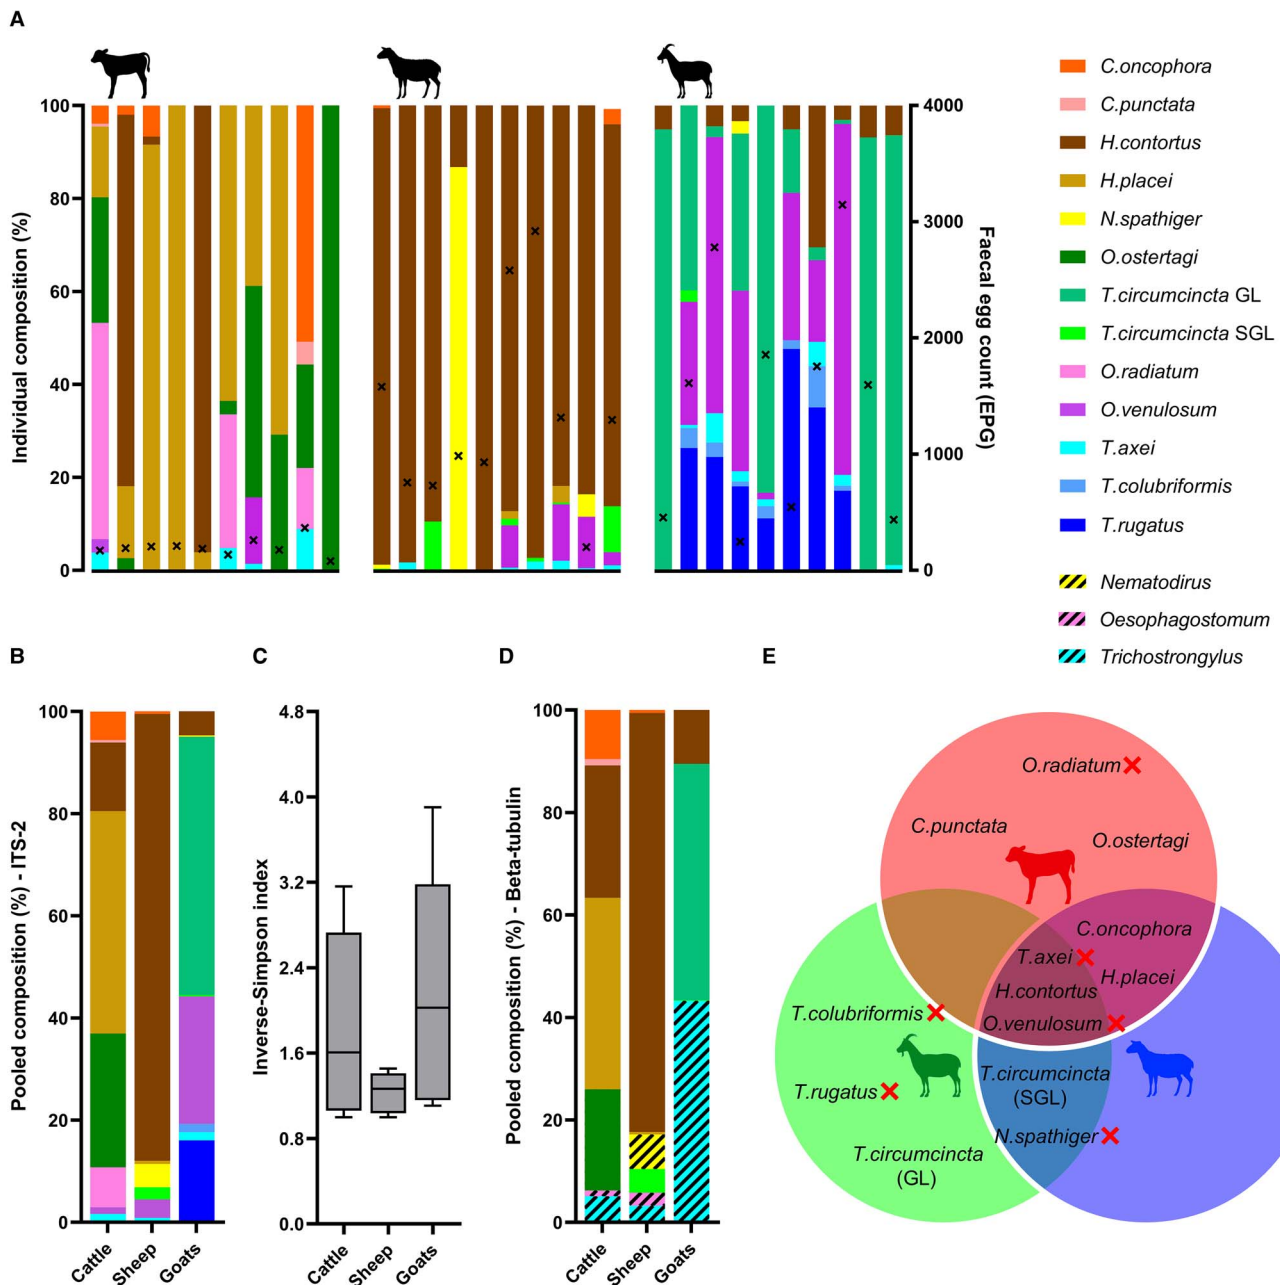 A
100
80
60
40
20
0
Individual composition (%)
4000
3000
2000
1000
0
Faecal egg count (EPG)
C.oncophora
C.punctata
H.contortus
H.placei
N.spathiger
O.ostertagi
T.circumcincta GL
T.circumcincta SGL
O.radiatum
O.venulosum
T.axei
T.colubriformis
T.rugatus
Nematodirus
Oesophagostomum
Trichostrongylus
B
100
80
60
40
20
0
Pooled composition (%) - ITS-2
Cattle
Sheep
Goats
C
4.8
4.0
3.2
2.4
1.6
0.8
0.0
Inverse-Simpson index
Cattle
Sheep
Goats
D
100
80
60
40
20
0
Pooled composition (%) - Beta-tubulin
Cattle
Sheep
Goats
E
O.radiatum
C.punctata
O.ostertagi
C.oncophora
T.axei
H.placei
H.contortus
T.colubriformis
O.venulosum
T.circumcincta
(SGL)
T.rugatus
N.spathiger
T.circumcincta
(GL)